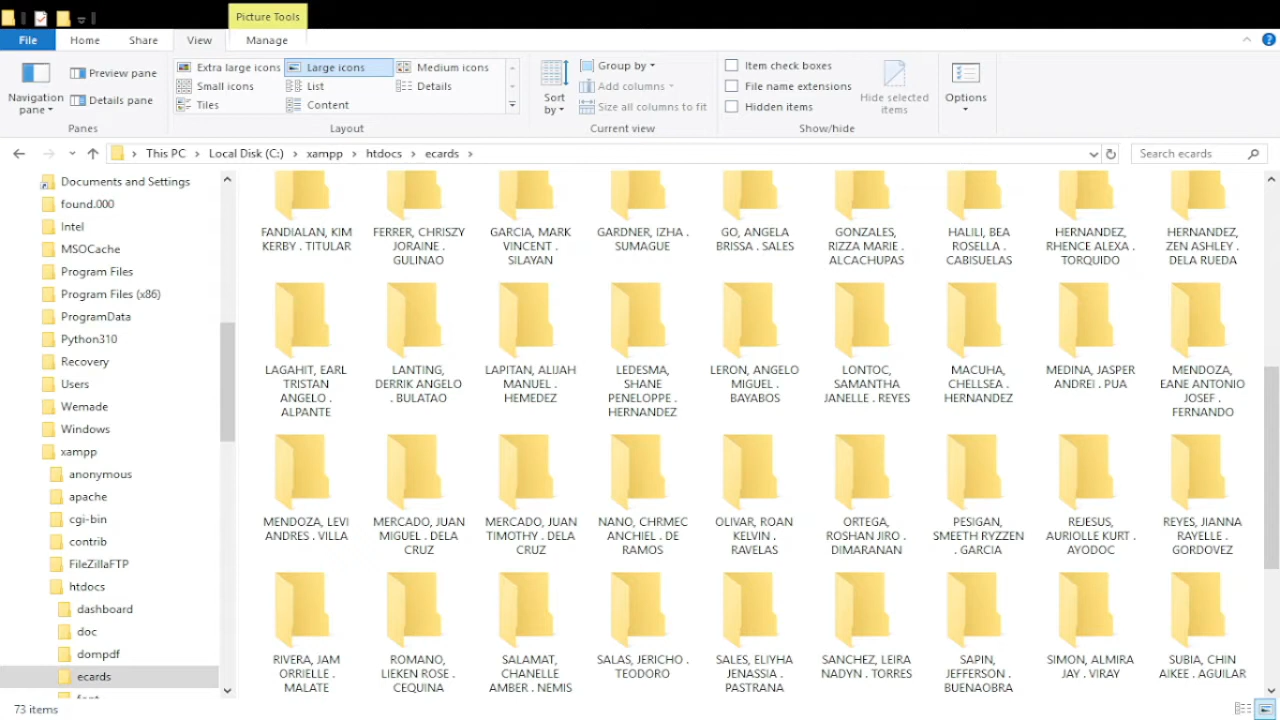 Picture Tools
File Home Share View Manage
Navigation pane
Preview pane
Details pane
Panes
Extra large icons Large icons Medium icons
Small icons List Details
Tiles Content
Layout
Sort by
Group by
Add columns
Size all columns to fit
Current view
Item check boxes
File name extensions
Hidden items
Hide selected items
Show/hide
Options
This PC Local Disk (C:) xampp htdocs ecards
Search ecards
Documents and Settings
found.000
Intel
MSOCache
Program Files
Program Files (x86)
ProgramData
Python310
Recovery
Users
Wemade
Windows
xampp
anonymous
apache
cgi-bin
contrib
FileZillaFTP
htdocs
dashboard
doc
dompdf
ecards
font
FANDIALAN, KIM
KERBY . TITULAR
FERRER, CHRISZY
JORAINE .
GULINAO
GARCIA, MARK
VINCENT .
SILAYAN
GARDNER, IZHA .
SUMAGUE
GO, ANGELA
BRISSA . SALES
GONZALES,
RIZZA MARIE .
ALCACHUPAS
HALILI, BEA
ROSELLA .
CABISUELAS
HERNANDEZ,
RHENCE ALEXA .
TORQUIDO
HERNANDEZ,
ZEN ASHLEY .
DELA RUEDA
LAGAHIT, EARL
TRISTAN
ANGELO .
ALPANTE
LANTING,
DERRIK ANGELO
. BULATAO
LAPITAN, ALIJAH
MANUEL .
HEMEDEZ
LEDESMA,
SHANE
PENELOPPE .
HERNANDEZ
LERON, ANGELO
MIGUEL .
BAYABOS
LONTOC,
SAMANTHA
JANELLE . REYES
MACUHA,
CHELLSEA .
HERNANDEZ
MEDINA, JASPER
ANDREI . PUA
MENDOZA,
EANE ANTONIO
JOSEF .
FERNANDO
MENDOZA, LEVI
ANDRES . VILLA
MERCADO, JUAN
MIGUEL . DELA
CRUZ
MERCADO, JUAN
TIMOTHY . DELA
CRUZ
NANO, CHRMEC
ANCHIEL . DE
RAMOS
OLIVAR, ROAN
KELVIN .
RAVELAS
ORTEGA,
ROSHAN JIRO .
DIMARANAN
PESIGAN,
SMEETH RYZZEN
. GARCIA
REJESUS,
AURIOLLE KURT .
AYODOC
REYES, JIANNA
RAYELLE .
GORDOVEZ
RIVERA, JAM
ORRIELLE .
MALATE
ROMANO,
LIEKEN ROSE .
CEQUINA
SALAMAT,
CHANELLE
AMBER . NEMIS
SALAS, JERICHO .
TEODORO
SALES, ELIYHA
JENASSIA .
PASTRANA
SANCHEZ, LEIRA
NADYN . TORRES
SAPIN,
JEFFERSON .
BUENAOBRA
SIMON, ALMIRA
JAY . VIRAY
SUBIA, CHIN
AIKEE . AGUILAR
73 items